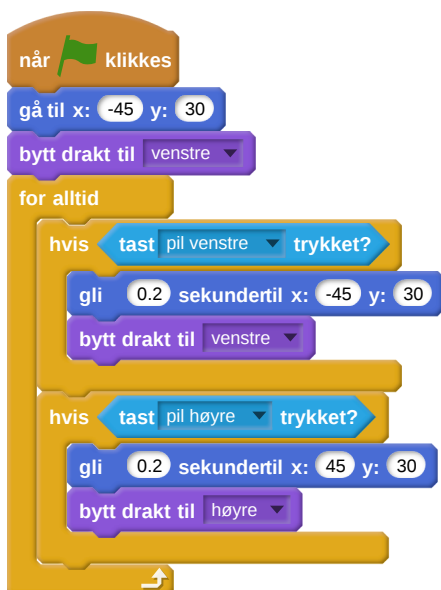 når klikkes
gå til x: -45 y: 30
bytt drakt til venstre
for alltid
hvis tast pil venstre trykket?
gli 0.2 sekundertil x: -45 y: 30
bytt drakt til venstre
hvis tast pil høyre trykket?
gli 0.2 sekundertil x: 45 y: 30
bytt drakt til høyre